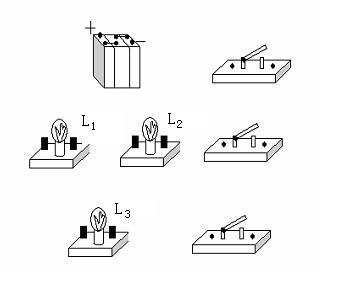 + −
L₁ L₂
L₃